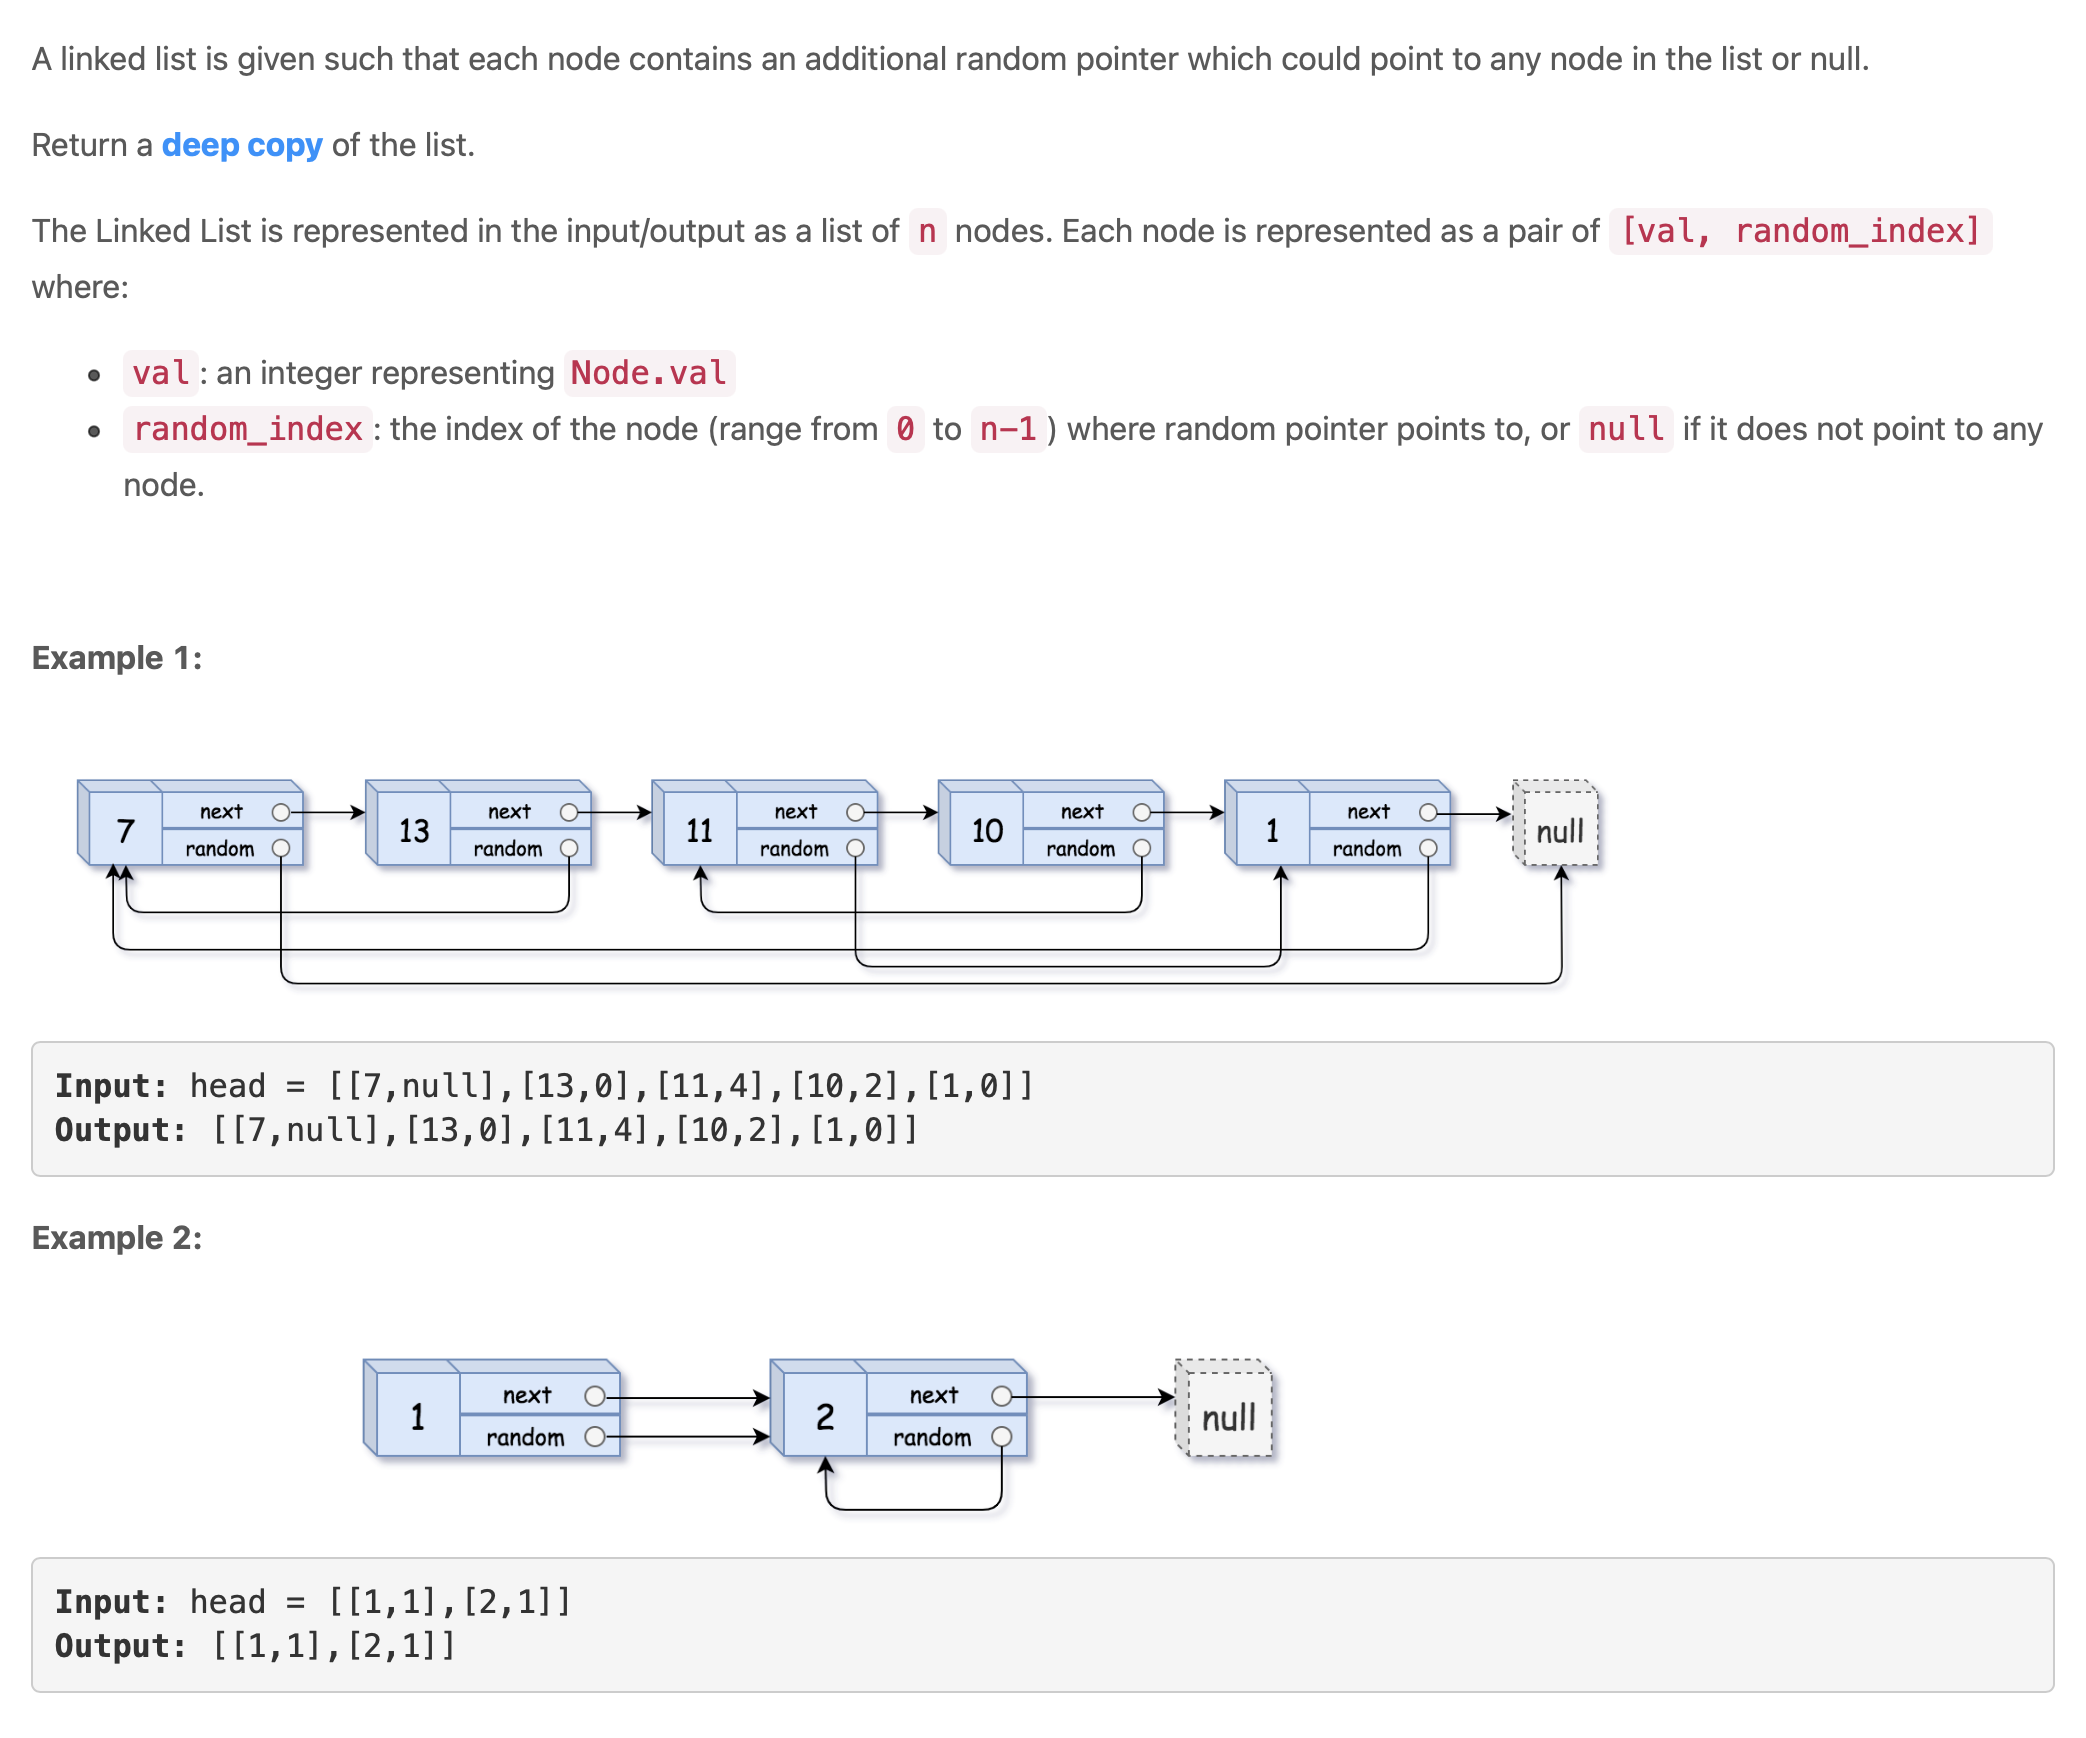 A linked list is given such that each node contains an additional random pointer which could point to any node in the list or null.
Return a deep copy of the list.
The Linked List is represented in the input/output as a list of n nodes. Each node is represented as a pair of [val, random_index]
where:
• val: an integer representing Node.val
• random_index: the index of the node (range from 0 to n-1) where random pointer points to, or null if it does not point to any
node.
Example 1:
7 next random 13 next random 11 next random 10 next random 1 next random null
Input: head = [[7,null],[13,0],[11,4],[10,2],[1,0]]
Output: [[7,null],[13,0],[11,4],[10,2],[1,0]]
Example 2:
1 next random 2 next random null
Input: head = [[1,1],[2,1]]
Output: [[1,1],[2,1]]